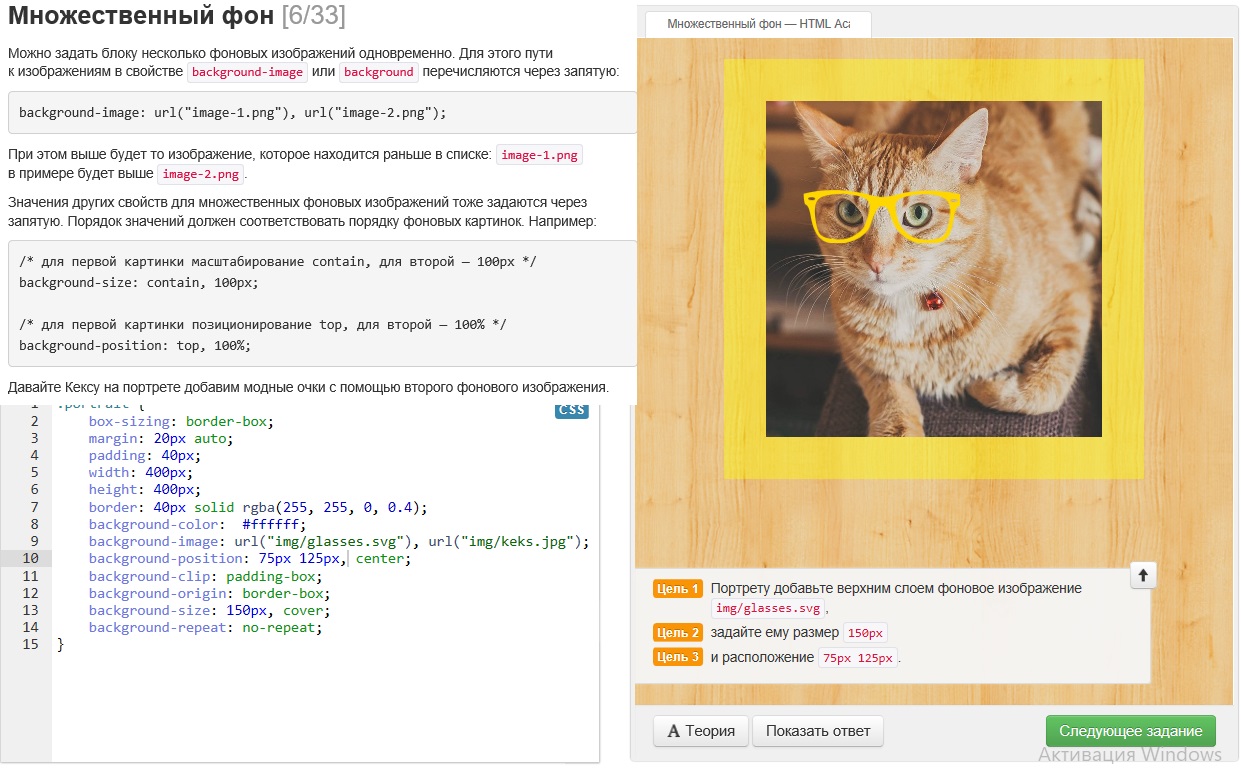 Множественный фон [6/33]
Можно задать блоку несколько фоновых изображений одновременно. Для этого пути
к изображениям в свойстве background-image или background перечисляются через запятую:
background-image: url("image-1.png"), url("image-2.png");
При этом выше будет то изображение, которое находится раньше в списке: image-1.png
в примере будет выше image-2.png.
Значения других свойств для множественных фоновых изображений тоже задаются через
запятую. Порядок значений должен соответствовать порядку фоновых картинок. Например:
/* для первой картинки масштабирование contain, для второй — 100px */
background-size: contain, 100px;
/* для первой картинки позиционирование top, для второй — 100% */
background-position: top, 100%;
Давайте Кексу на портрете добавим модные очки с помощью второго фонового изображения.
CSS
1 .portrait {
2 box-sizing: border-box;
3 margin: 20px auto;
4 padding: 40px;
5 width: 400px;
6 height: 400px;
7 border: 40px solid rgba(255, 255, 0, 0.4);
8 background-color: #ffffff;
9 background-image: url("img/glasses.svg"), url("img/keks.jpg");
10 background-position: 75px 125px, center;
11 background-clip: padding-box;
12 background-origin: border-box;
13 background-size: 150px, cover;
14 background-repeat: no-repeat;
15 }
Множественный фон — HTML Aca
Цель 1 Портрету добавьте верхним слоем фоновое изображение
img/glasses.svg,
Цель 2 задайте ему размер 150px
Цель 3 и расположение 75px 125px.
A Теория
Показать ответ
Следующее задание
Активация Windows